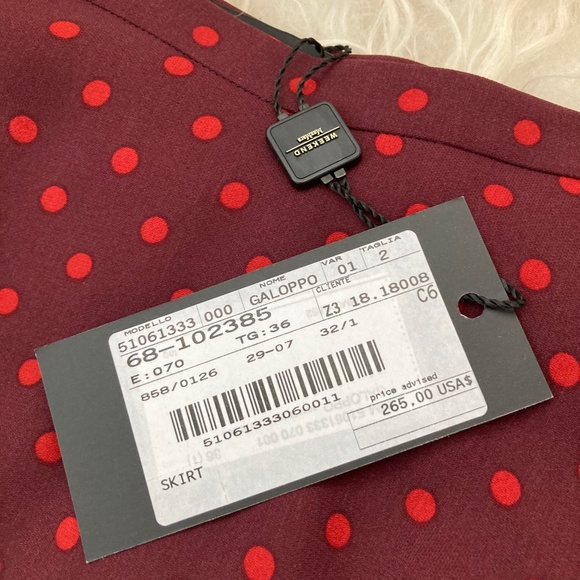 WEEKEND
MaxMara
MODELLO NOME VAR TAGLIA
51061333 000 GALOPPO 01 2
68-102385 CLIENTE
E:070 TG:36 Z3 18.18008
858/0126 29-07 32/1 C6
51061333060011
price advised
265,00 USA$
SKIRT